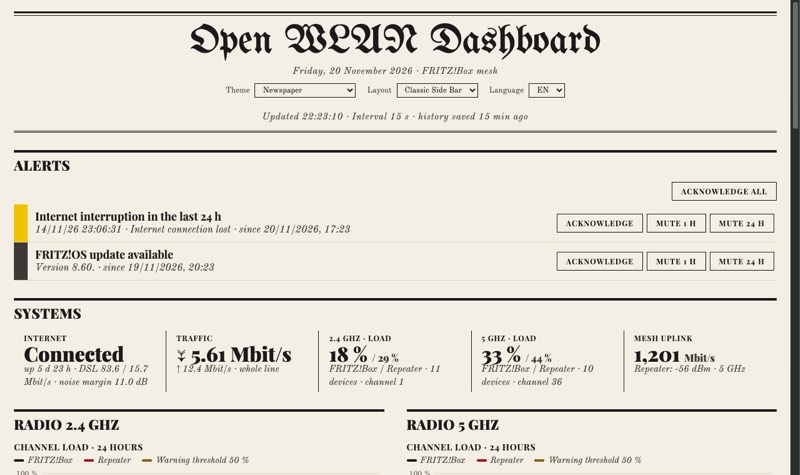 Open WLAN Dashboard
Friday, 20 November 2026 · FRITZ!Box mesh
Theme Newspaper Layout Classic Side Bar Language EN
Updated 22:23:10 · Interval 15 s · history saved 15 min ago
ALERTS
ACKNOWLEDGE ALL
Internet interruption in the last 24 h
14/11/26 23:06:31 · Internet connection lost · since 20/11/2026, 17:23
ACKNOWLEDGE MUTE 1 H MUTE 24 H
FRITZ!OS update available
Version 8.60. · since 19/11/2026, 20:23
ACKNOWLEDGE MUTE 1 H MUTE 24 H
SYSTEMS
INTERNET
Connected
up 5 d 23 h · DSL 83.6 / 15.7
Mbit/s · noise margin 11.0 dB
TRAFFIC
↓ 5.61 Mbit/s
↑ 12.4 Mbit/s · whole line
2.4 GHZ · LOAD
18 % / 29 %
FRITZ!Box / Repeater · 11
devices · channel 1
5 GHZ · LOAD
33 % / 44 %
FRITZ!Box / Repeater · 10
devices · channel 36
MESH UPLINK
1,201 Mbit/s
Repeater: -56 dBm · 5 GHz
RADIO 2.4 GHZ
CHANNEL LOAD · 24 HOURS
FRITZ!Box Repeater Warning threshold 50 %
100 %
RADIO 5 GHZ
CHANNEL LOAD · 24 HOURS
FRITZ!Box Repeater Warning threshold 50 %
100 %